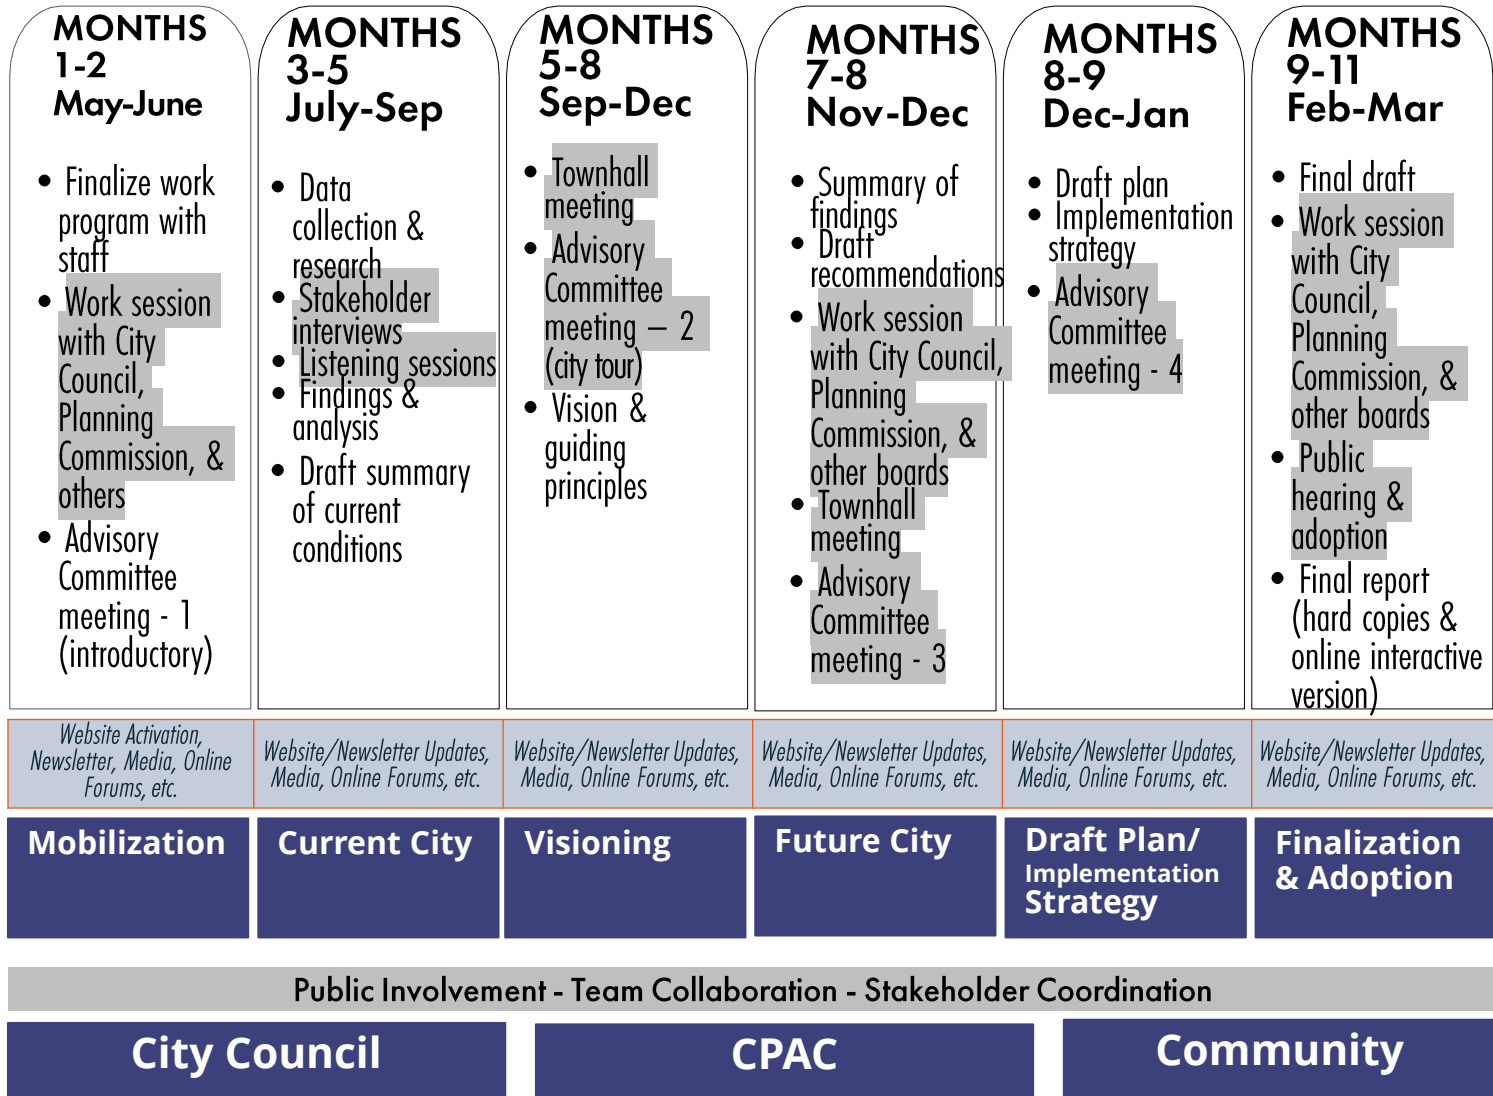 MONTHS
1-2
May-June
• Finalize work
program with
staff
• Work session
with City
Council,
Planning
Commission, &
others
• Advisory
Committee
meeting - 1
(introductory)
MONTHS
3-5
July-Sep
• Data
collection &
research
• Stakeholder
interviews
• Listening sessions
• Findings &
analysis
• Draft summary
of current
conditions
MONTHS
5-8
Sep-Dec
• Townhall
meeting
• Advisory
Committee
meeting – 2
(city tour)
• Vision &
guiding
principles
MONTHS
7-8
Nov-Dec
• Summary of
findings
• Draft
recommendations
• Work session
with City Council,
Planning
Commission, &
other boards
• Townhall
meeting
• Advisory
Committee
meeting - 3
MONTHS
8-9
Dec-Jan
• Draft plan
• Implementation
strategy
• Advisory
Committee
meeting - 4
MONTHS
9-11
Feb-Mar
• Final draft
• Work session
with City
Council,
Planning
Commission, &
other boards
• Public
hearing &
adoption
• Final report
(hard copies &
online interactive
version)
Website Activation,
Newsletter, Media, Online
Forums, etc.
Website/Newsletter Updates,
Media, Online Forums, etc.
Website/Newsletter Updates,
Media, Online Forums, etc.
Website/Newsletter Updates,
Media, Online Forums, etc.
Website/Newsletter Updates,
Media, Online Forums, etc.
Website/Newsletter Updates,
Media, Online Forums, etc.
Mobilization
Current City
Visioning
Future City
Draft Plan/
Implementation
Strategy
Finalization
& Adoption
Public Involvement - Team Collaboration - Stakeholder Coordination
City Council
CPAC
Community